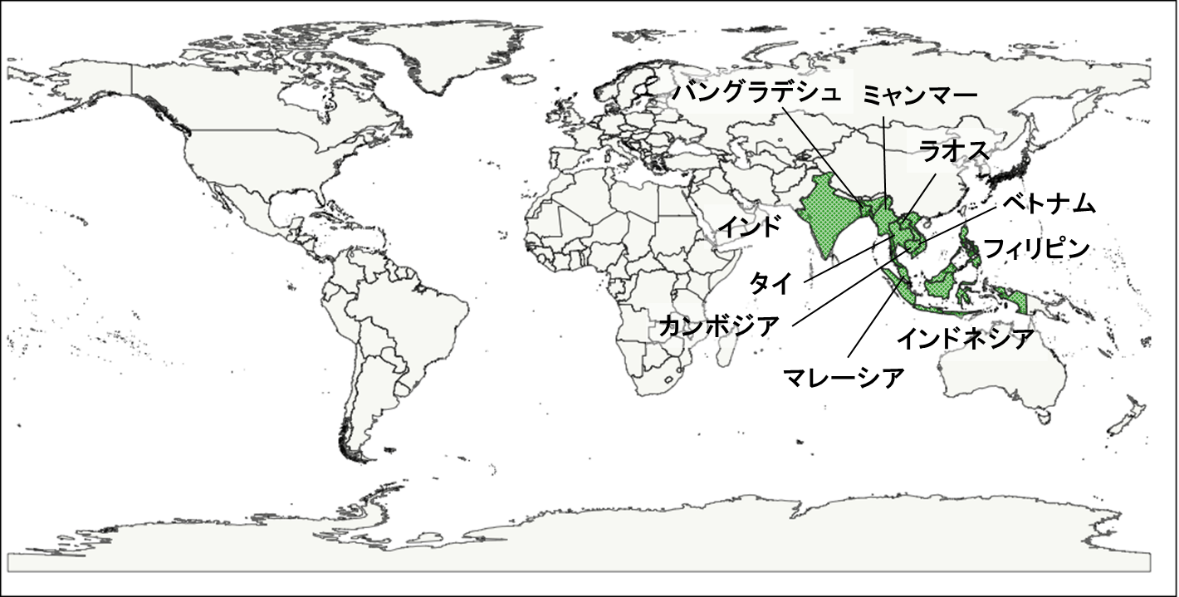 バングラデシュ
ミャンマー
ラオス
ベトナム
インド
フィリピン
タイ
カンボジア
インドネシア
マレーシア